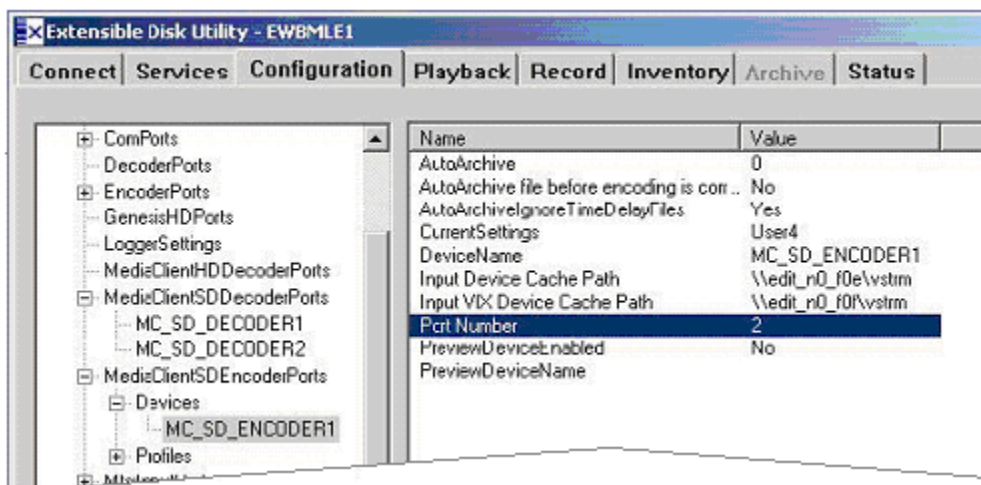 Extensible Disk Utility - EWBMLE1
Connect Services Configuration Playback Record Inventory Archive Status
ComPorts
DecoderPorts
EncoderPorts
GenesisHDPorts
LoggerSettings
MediaClientHDDecoderPorts
MediaClientSDDecoderPorts
MC_SD_DECODER1
MC_SD_DECODER2
MediaClientSDEncoderPorts
Devices
MC_SD_ENCODER1
Profiles
Name Value
AutoArchive 0
AutoArchive file before encoding is com... No
AutoArchiveIgnoreTimeDelayFiles Yes
CurrentSettings User4
DeviceName MC_SD_ENCODER1
Input Device Cache Path \\edit_n0_f0e\vstrm
Input VIX Device Cache Path \\edit_n0_f0f\vstrm
Port Number 2
PreviewDeviceEnabled No
PreviewDeviceName